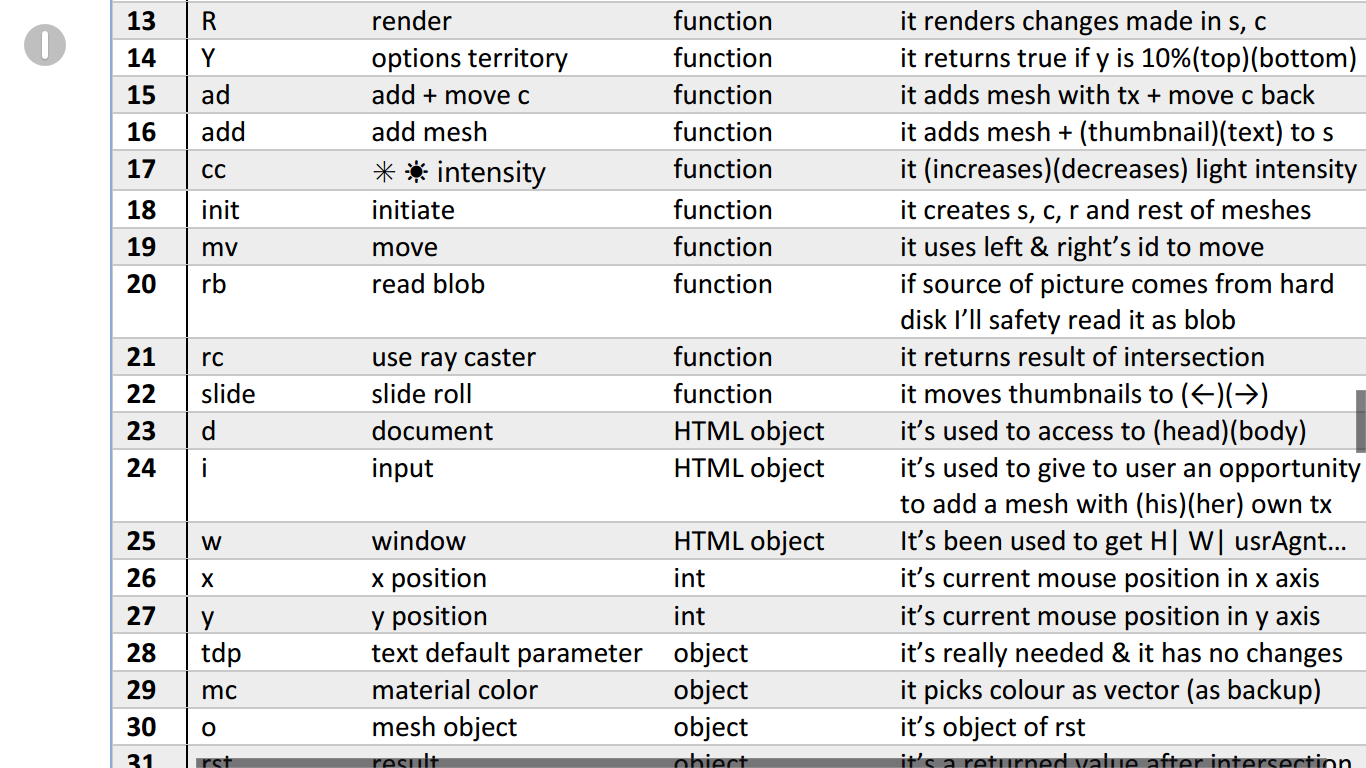 13 R render function it renders changes made in s, c
14 Y options territory function it returns true if y is 10%(top)(bottom)
15 ad add + move c function it adds mesh with tx + move c back
16 add add mesh function it adds mesh + (thumbnail)(text) to s
17 cc ✳ ☀ intensity function it (increases)(decreases) light intensity
18 init initiate function it creates s, c, r and rest of meshes
19 mv move function it uses left & right’s id to move
20 rb read blob function if source of picture comes from hard
disk I’ll safety read it as blob
21 rc use ray caster function it returns result of intersection
22 slide slide roll function it moves thumbnails to (←)(→)
23 d document HTML object it’s used to access to (head)(body)
24 i input HTML object it’s used to give to user an opportunity
to add a mesh with (his)(her) own tx
25 w window HTML object It’s been used to get H| W| usrAgnt...
26 x x position int it’s current mouse position in x axis
27 y y position int it’s current mouse position in y axis
28 tdp text default parameter object it’s really needed & it has no changes
29 mc material color object it picks colour as vector (as backup)
30 o mesh object object it’s object of rst
31 rst result object it’s a returned value after intersection